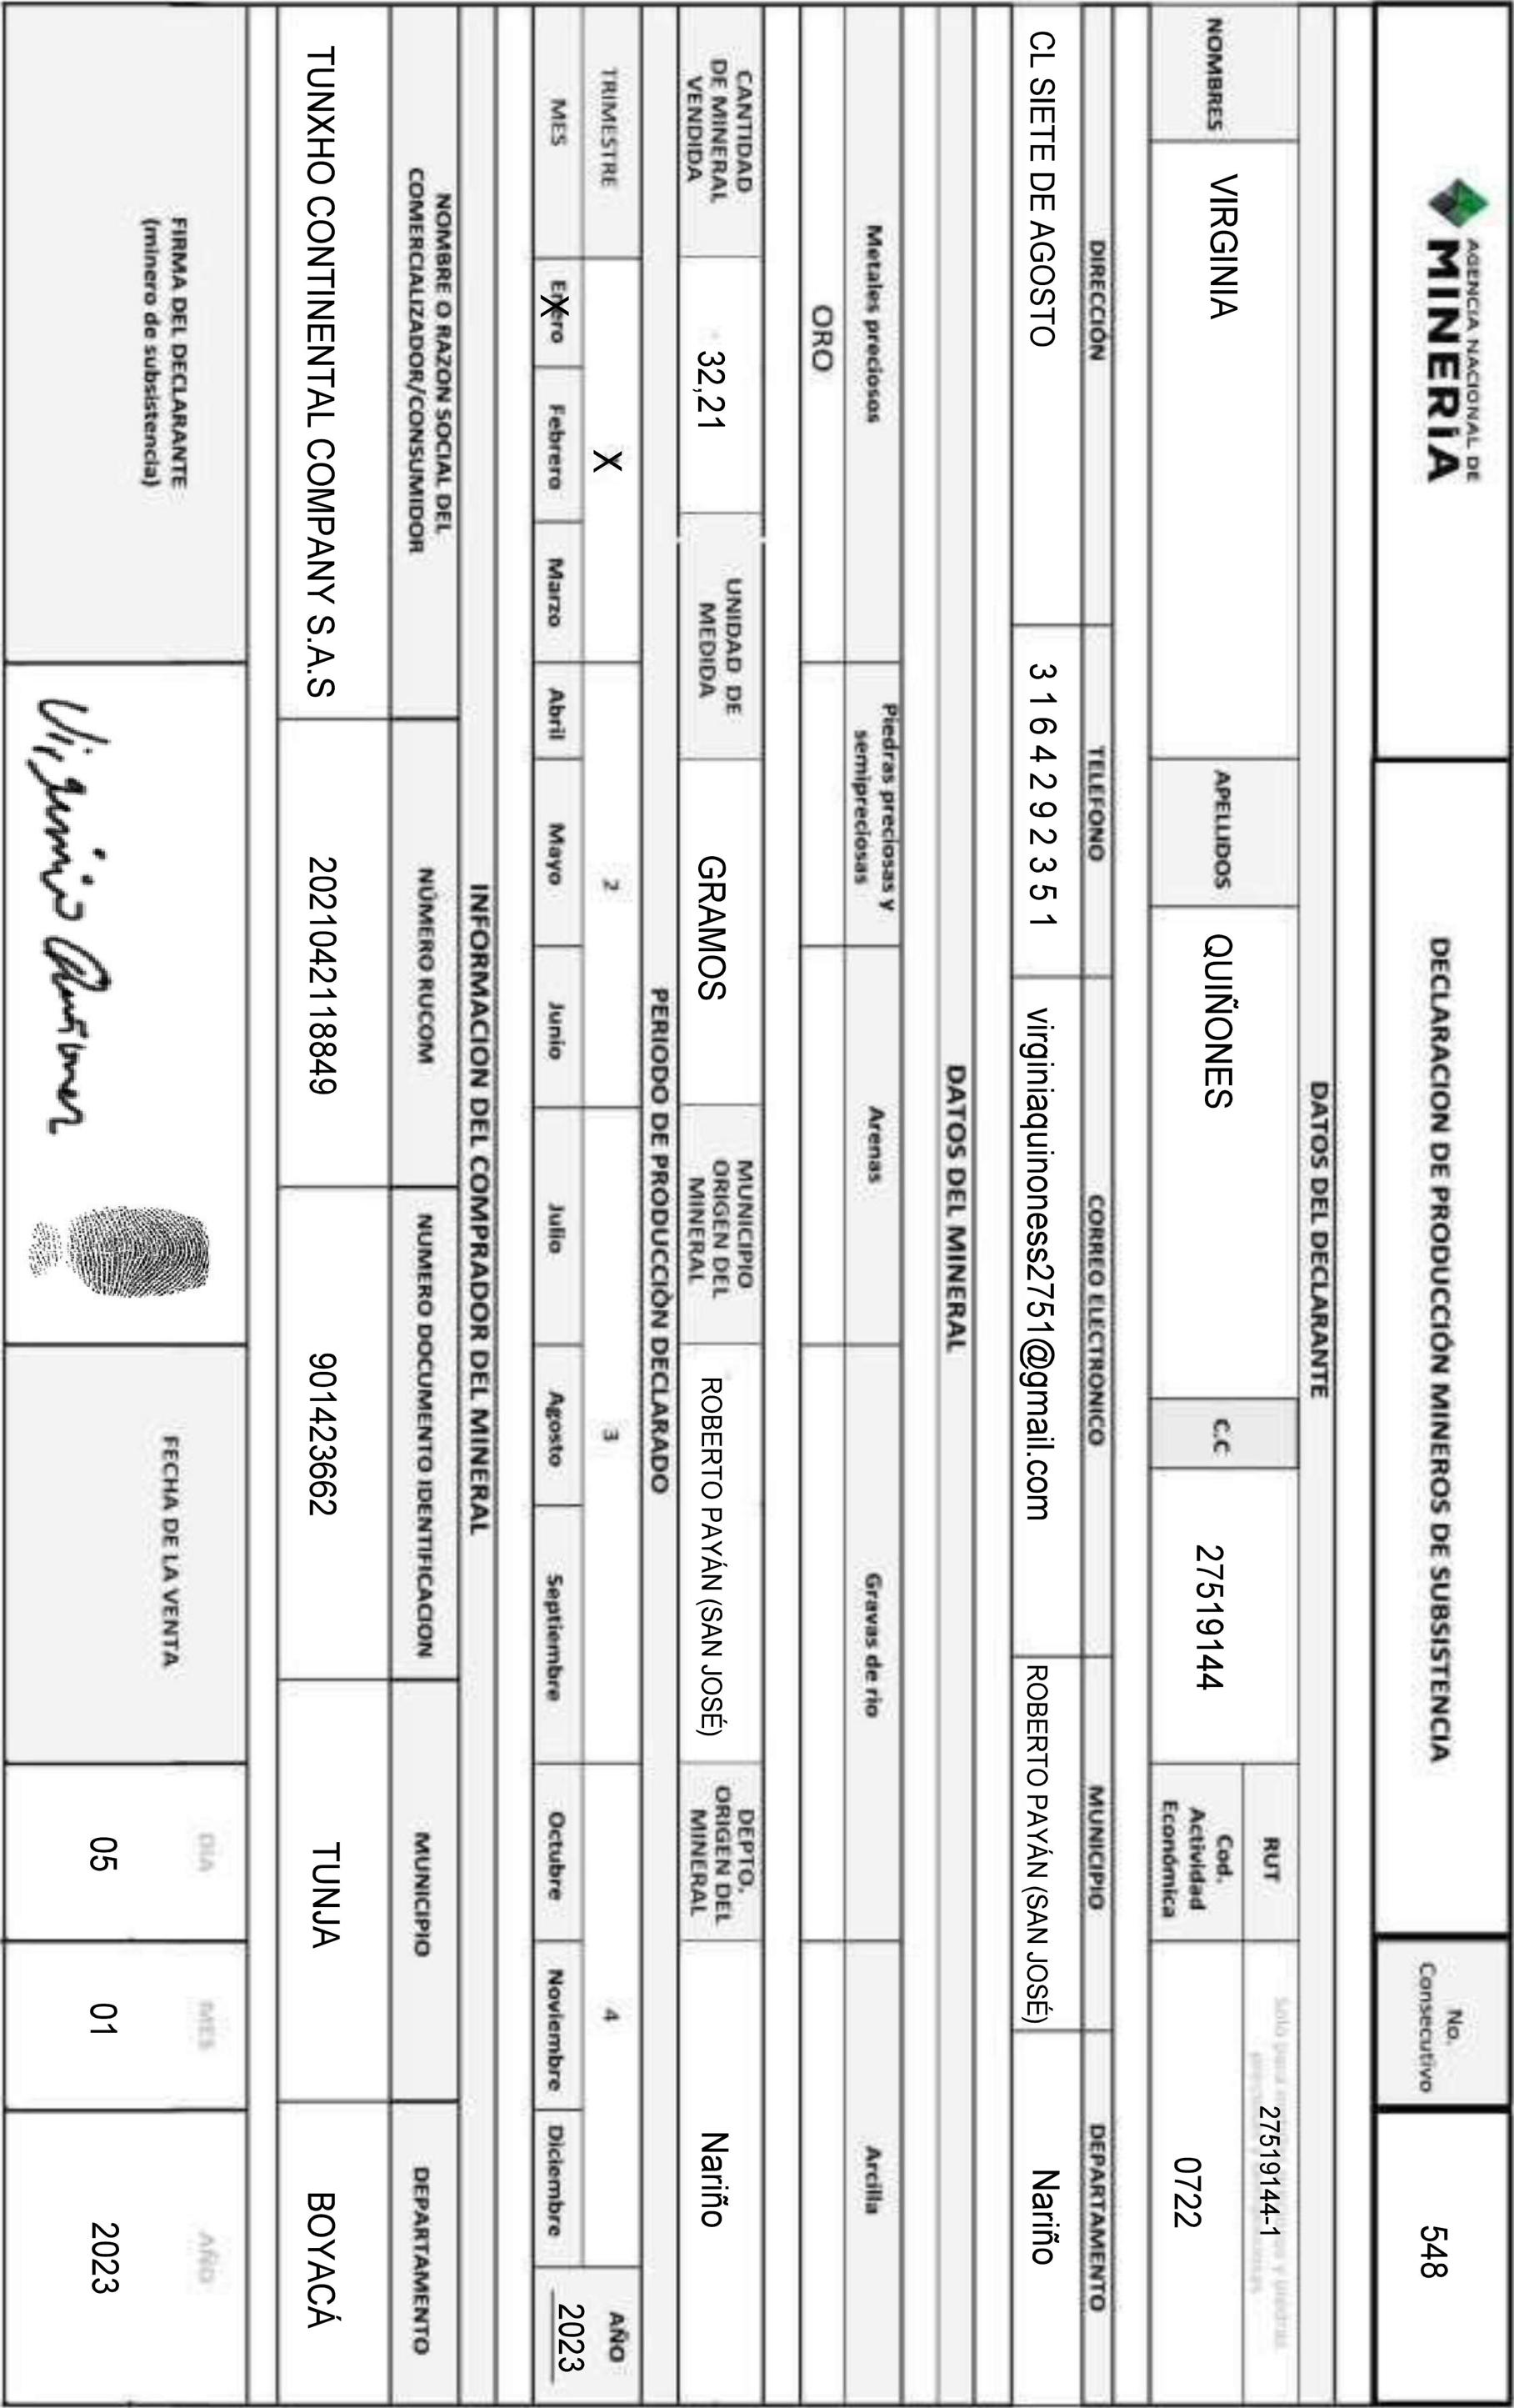 AGENCIA NACIONAL DE
MINERÍA
DECLARACION DE PRODUCCIÓN MINEROS DE SUBSISTENCIA
No.
Consecutivo
548
DATOS DEL DECLARANTE
NOMBRES
VIRGINIA
APELLIDOS
QUIÑONES
C.C
27519144
RUT
27519144-1
Cod.
Actividad
Económica
0722
DIRECCIÓN
TELEFONO
CORREO ELECTRONICO
MUNICIPIO
DEPARTAMENTO
CL SIETE DE AGOSTO
3 1 6 4 2 9 2 3 5 1
virginiaquinoness2751@gmail.com
ROBERTO PAYÁN (SAN JOSÉ)
Nariño
DATOS DEL MINERAL
Metales preciosos
Piedras preciosas y
semipreciosas
Arenas
Gravas de rio
Arcilla
ORO
CANTIDAD
DE MINERAL
VENDIDA
32,21
UNIDAD DE
MEDIDA
GRAMOS
MUNICIPIO
ORIGEN DEL
MINERAL
ROBERTO PAYÁN (SAN JOSÉ)
DEPTO.
ORIGEN DEL
MINERAL
Nariño
PERIODO DE PRODUCCIÒN DECLARADO
TRIMESTRE
X
2
3
4
AÑO
MES
Enero
X
Febrero
Marzo
Abril
Mayo
Junio
Julio
Agosto
Septiembre
Octubre
Noviembre
Diciembre
2023
INFORMACION DEL COMPRADOR DEL MINERAL
NOMBRE O RAZON SOCIAL DEL
COMERCIALIZADOR/CONSUMIDOR
NÚMERO RUCOM
NUMERO DOCUMENTO IDENTIFICACION
MUNICIPIO
DEPARTAMENTO
TUNXHO CONTINENTAL COMPANY S.A.S
2021042118849
901423662
TUNJA
BOYACÁ
FIRMA DEL DECLARANTE
(minero de subsistencia)
Virginia Quiñones
FECHA DE LA VENTA
DÍA
MES
AÑO
05
01
2023